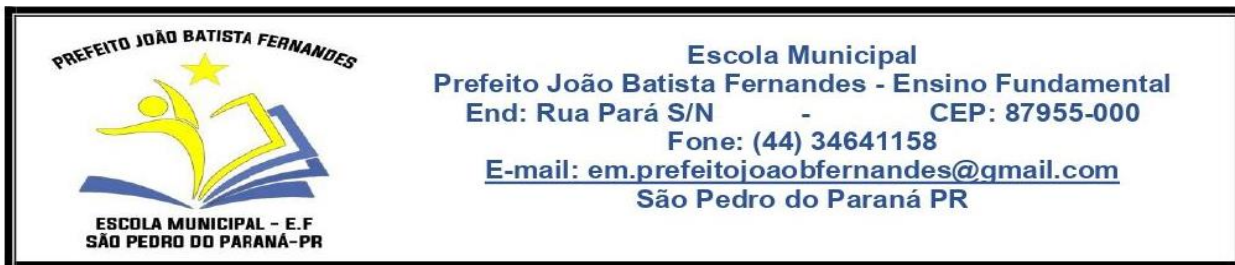 PREFEITO JOÃO BATISTA FERNANDES
ESCOLA MUNICIPAL - E.F
SÃO PEDRO DO PARANÁ-PR
Escola Municipal
Prefeito João Batista Fernandes - Ensino Fundamental
End: Rua Pará S/N - CEP: 87955-000
Fone: (44) 34641158
E-mail: em.prefeitojoaobfernandes@gmail.com
São Pedro do Paraná PR